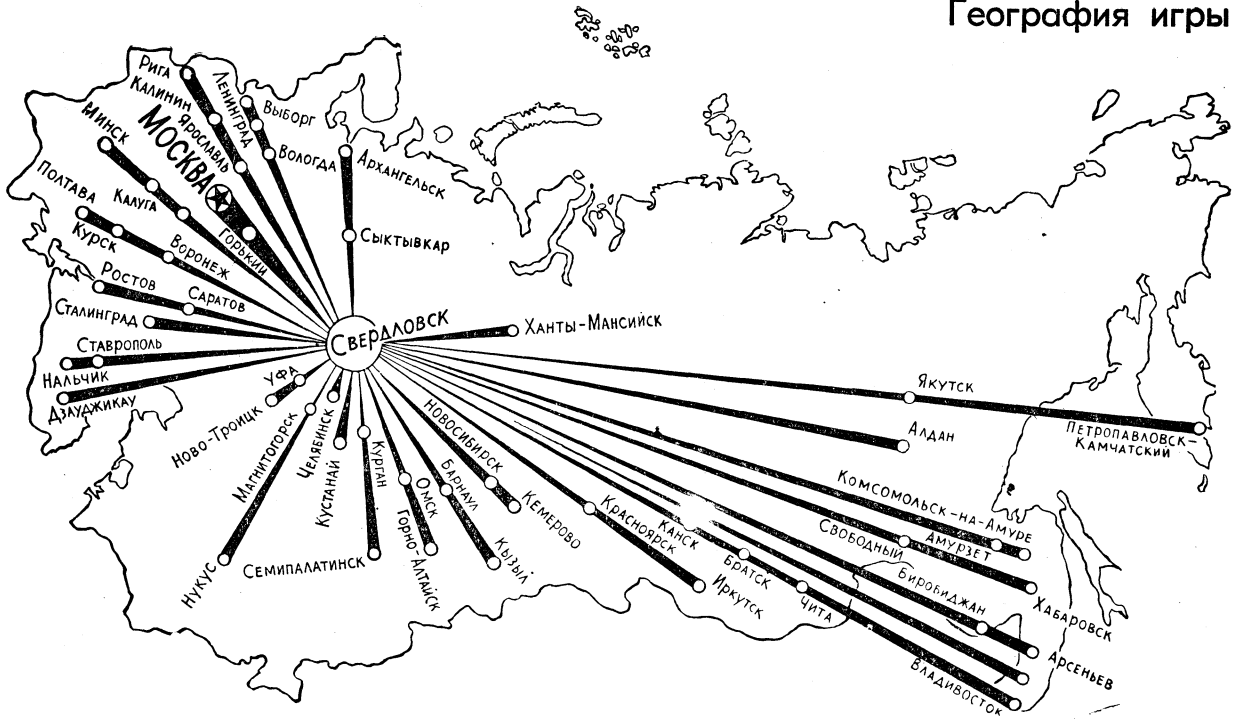 География игры
Рига
Калинин
Ярославль
Ленинград
Выборг
Вологда
Архангельск
Сыктывкар
Минск
Москва
Калуга
Горький
Полтава
Курск
Воронеж
Ростов
Саратов
Сталинград
Ставрополь
Нальчик
Дзауджикау
Свердловск
Ханты-Мансийск
Уфа
Ново-Троицк
Магнитогорск
Нукус
Челябинск
Кустанай
Курган
Семипалатинск
Омск
Горно-Алтайск
Барнаул
Кызыл
Новосибирск
Кемерово
Красноярск
Иркутск
Канск
Братск
Чита
Якутск
Петропавловск-
Камчатский
Алдан
Комсомольск-на-Амуре
Амурзет
Свободный
Хабаровск
Биробиджан
Арсеньев
Владивосток